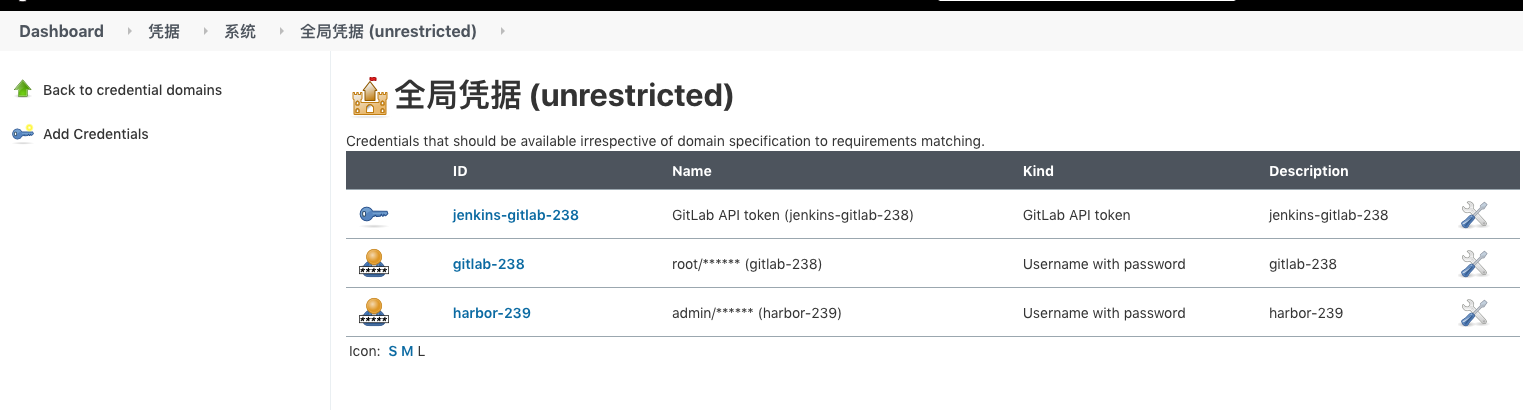 Dashboard 凭据 系统 全局凭据 (unrestricted)
Back to credential domains
Add Credentials
全局凭据 (unrestricted)
Credentials that should be available irrespective of domain specification to requirements matching.
ID Name Kind Description
jenkins-gitlab-238 GitLab API token (jenkins-gitlab-238) GitLab API token jenkins-gitlab-238
gitlab-238 root/****** (gitlab-238) Username with password gitlab-238
harbor-239 admin/****** (harbor-239) Username with password harbor-239
Icon: S M L